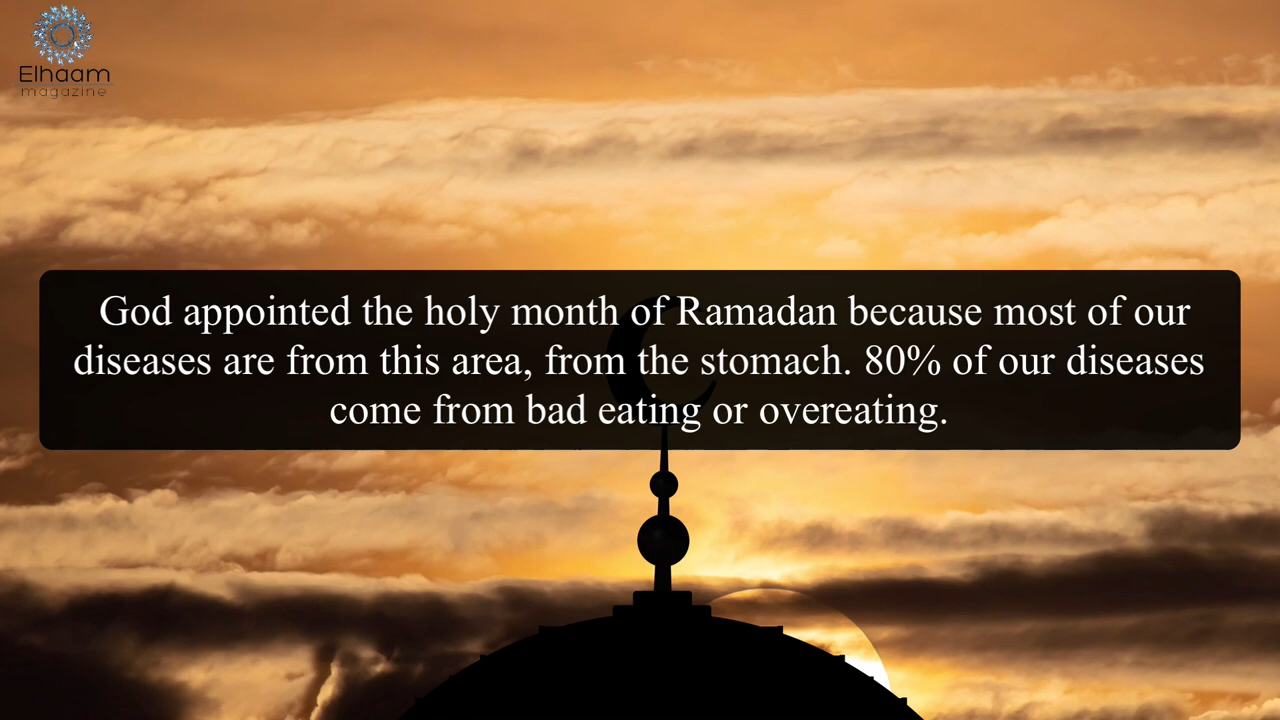 Elhaam
magazine
God appointed the holy month of Ramadan because most of our
diseases are from this area, from the stomach. 80% of our diseases
come from bad eating or overeating.